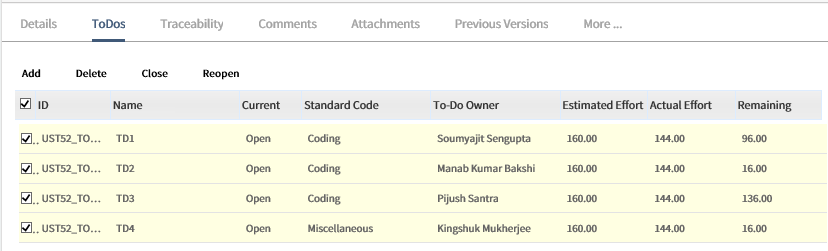 Details ToDos Traceability Comments Attachments Previous Versions More ...
Add Delete Close Reopen
ID Name Current Standard Code To-Do Owner Estimated Effort Actual Effort Remaining
.. UST52_TO... TD1 Open Coding Soumyajit Sengupta 160.00 144.00 96.00
.. UST52_TO... TD2 Open Coding Manab Kumar Bakshi 160.00 144.00 16.00
.. UST52_TO... TD3 Open Coding Pijush Santra 160.00 144.00 136.00
.. UST52_TO... TD4 Open Miscellaneous Kingshuk Mukherjee 160.00 144.00 16.00